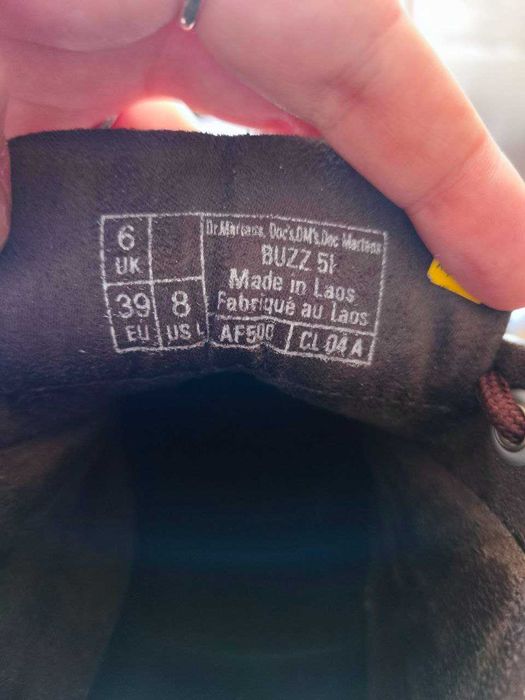 6
UK
39
EU
8
US L
Dr.Martens, Doc's,DM's,Doc Martens
BUZZ 5I
Made in Laos
Fabriqué au Laos
AF500
CL 04 A